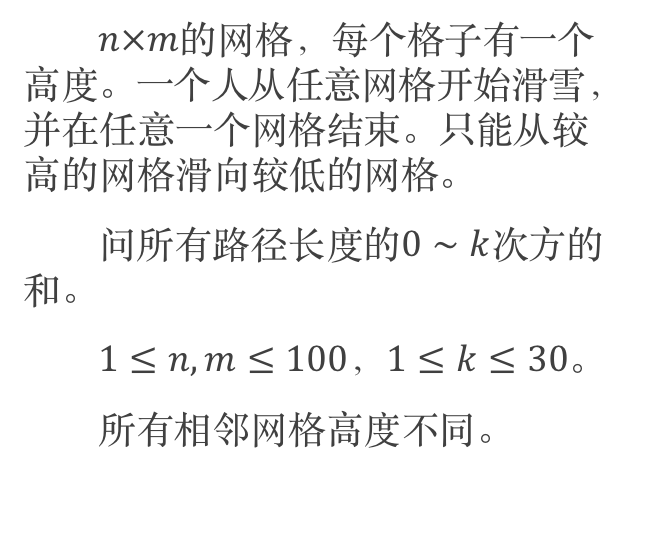 n×m的网格，每个格子有一个
高度。一个人从任意网格开始滑雪，
并在任意一个网格结束。只能从较
高的网格滑向较低的网格。
问所有路径长度的0 ~ k次方的
和。
1 ≤ n, m ≤ 100，1 ≤ k ≤ 30。
所有相邻网格高度不同。